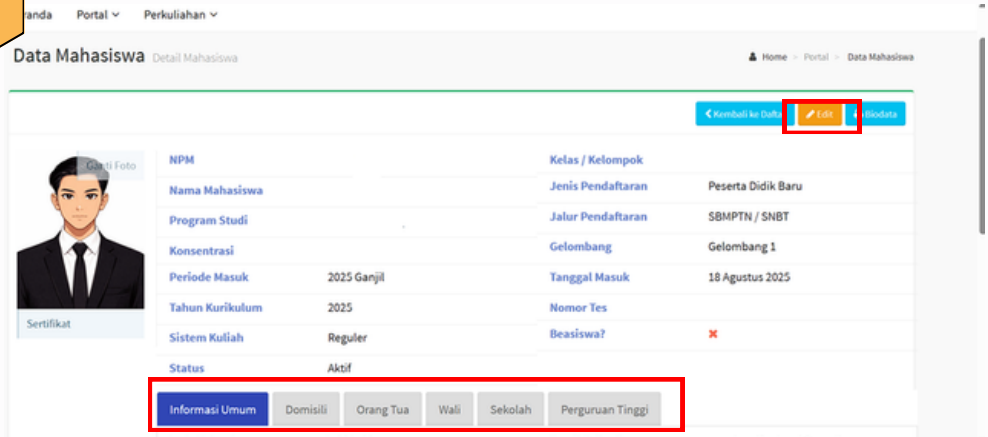 Portal Perkuliahan
Data Mahasiswa Detail Mahasiswa
Home > Portal > Data Mahasiswa
Kembali ke Edit Biodata
Ganti Foto
Sertifikat
NPM
Nama Mahasiswa
Program Studi
Konsentrasi
Periode Masuk 2025 Ganjil
Tahun Kurikulum 2025
Sistem Kuliah Reguler
Status Aktif
Kelas / Kelompok
Jenis Pendaftaran Peserta Didik Baru
Jalur Pendaftaran SBMPTN / SNBT
Gelombang Gelombang 1
Tanggal Masuk 18 Agustus 2025
Nomor Tes
Beasiswa?
Informasi Umum Domisili Orang Tua Wali Sekolah Perguruan Tinggi